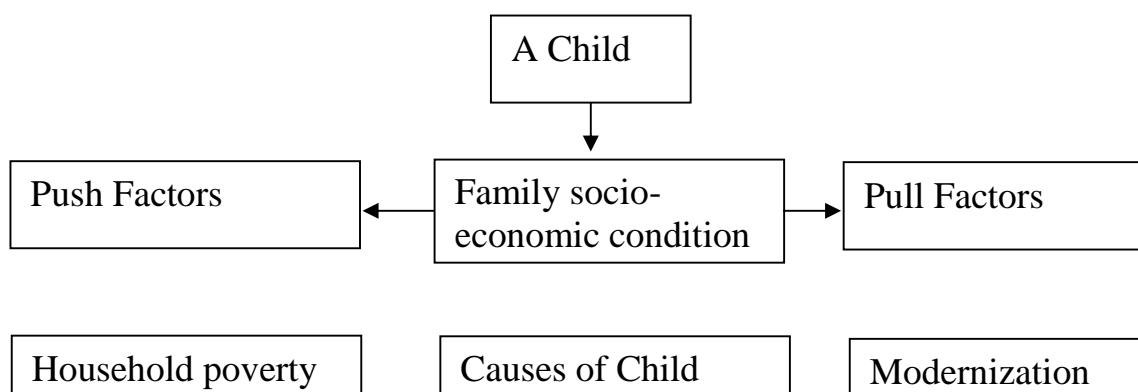 A Child
Push Factors
Family socio-
economic condition
Pull Factors
Household poverty
Causes of Child
Modernization